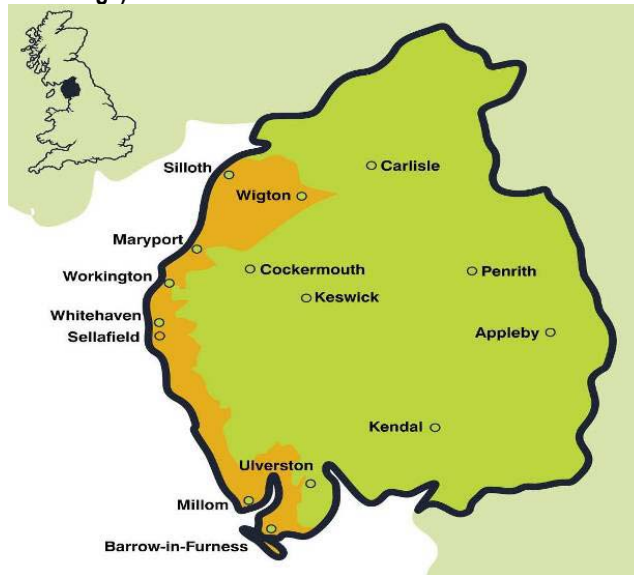 Silloth
Carlisle
Wigton
Maryport
Cockermouth
Penrith
Workington
Keswick
Whitehaven
Sellafield
Appleby
Kendal
Ulverston
Millom
Barrow-in-Furness